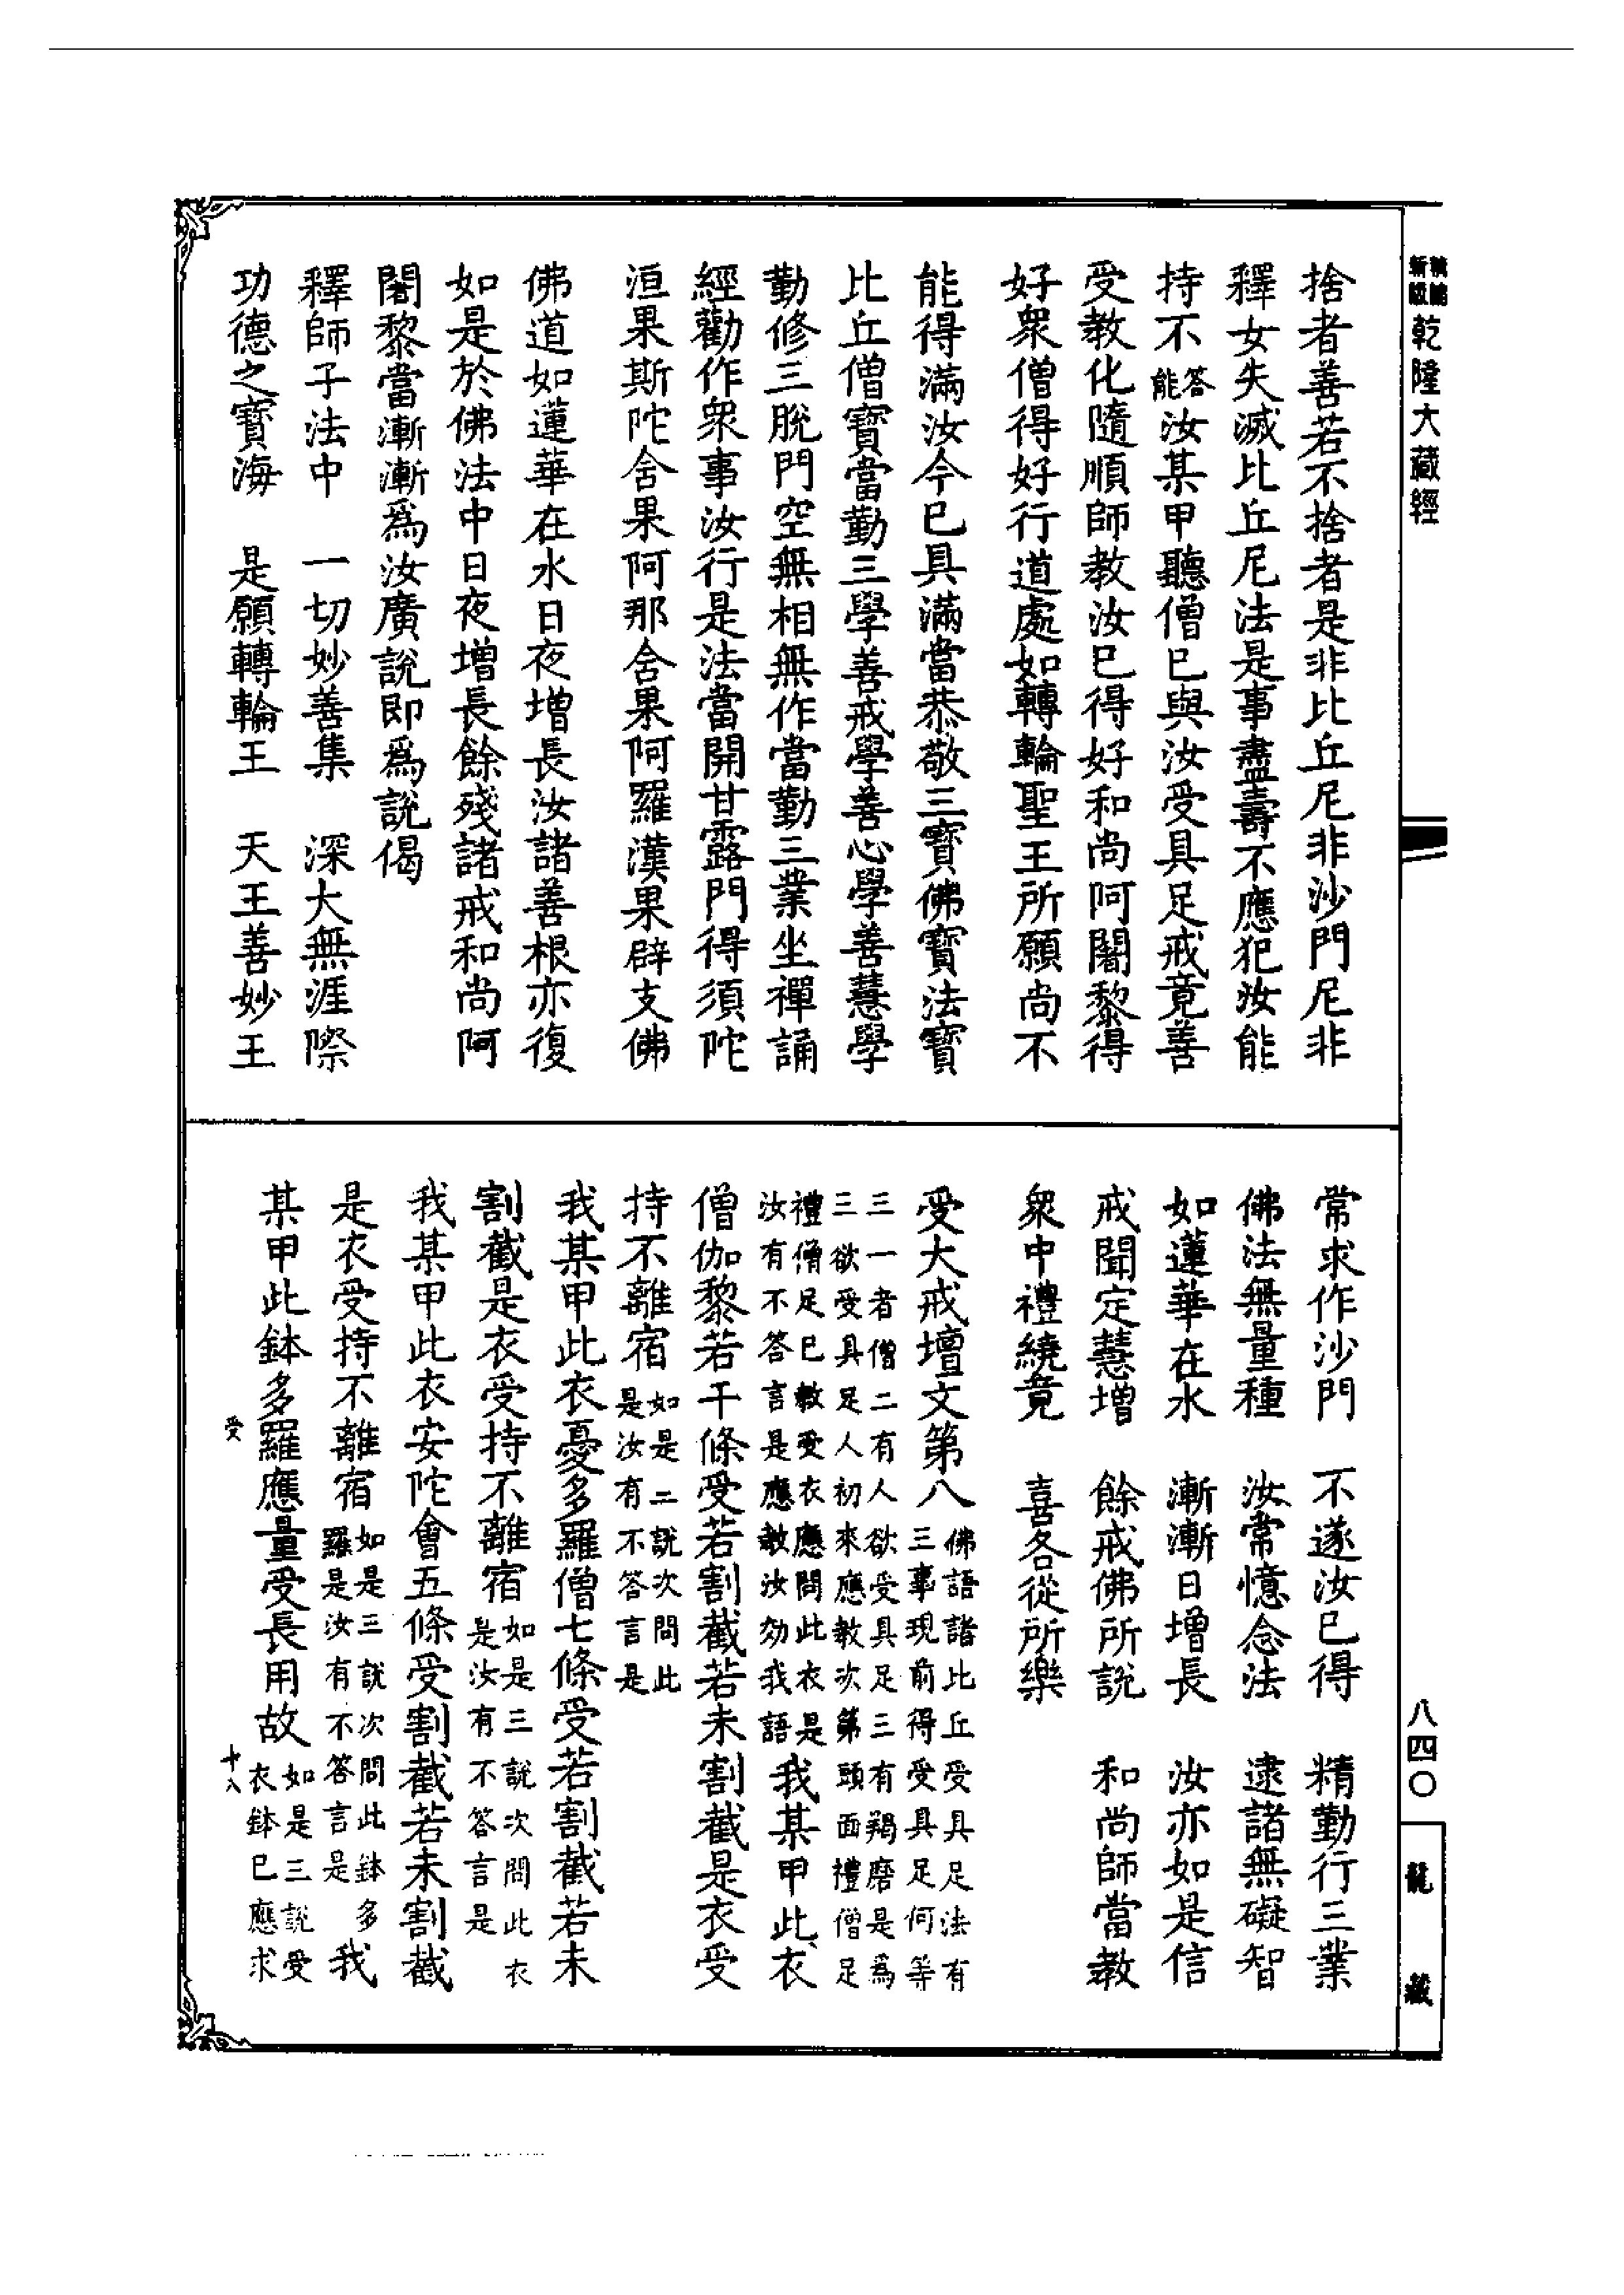 乾隆大藏經
捨者善若不捨者是非比丘尼非沙門尼非
釋女失滅比丘尼法是事盡壽不應犯汝能
持不答能汝某甲聽僧已與汝受具足戒竟善
受教化隨順師教汝已得好和尚阿闍黎得
好眾僧得好行道處如轉輪聖王所願尚不
能得滿汝今已具滿當恭敬三寶佛寶法寶
比丘僧寶當勤三學善戒學善心學善慧學
勤修三脫門空無相無作當勤三業坐禪誦
經勸作眾事汝行是法當開甘露門得須陀
洹果斯陀含果阿那含果阿羅漢果辟支佛
佛道如蓮華在水日夜增長汝諸善根亦復
如是於佛法中日夜增長餘殘諸戒和尚阿
闍黎當漸漸為汝廣說即為說偈
釋師子法中　一切妙善集　深大無涯際
功德之寶海　是願轉輪王　天王善妙王
常求作沙門　不遂汝已得　精勤行三業
佛法無量種　汝常憶念法　逮諸無礙智
如蓮華在水　漸漸日增長　汝亦如是信
戒聞定慧增　餘戒佛所說　和尚師當教
眾中禮繞竟　喜各從所樂
受大戒壇文第八佛語諸比丘受具足法有三事現前得受具足何等
三一者僧二有人欲受具足三有羯磨是為三欲受具足人初來應教次第頭面禮僧足
禮僧足已教受衣應問此衣是汝有不答言是應教汝効我語我某甲此衣
僧伽黎若干條受若割截若未割截是衣受
持不離宿如是二說次問此是汝有不答言是
我某甲此衣憂多羅僧七條受若割截若未
割截是衣受持不離宿如是三說次問此衣是汝有不答言是
我某甲此衣安陀會五條受割截若未割截
是衣受持不離宿如是三說次問此鉢多羅是汝有不答言是我
某甲此鉢多羅應量受長用故如是三說受衣鉢已應求
受
十八
八四〇
龍藏